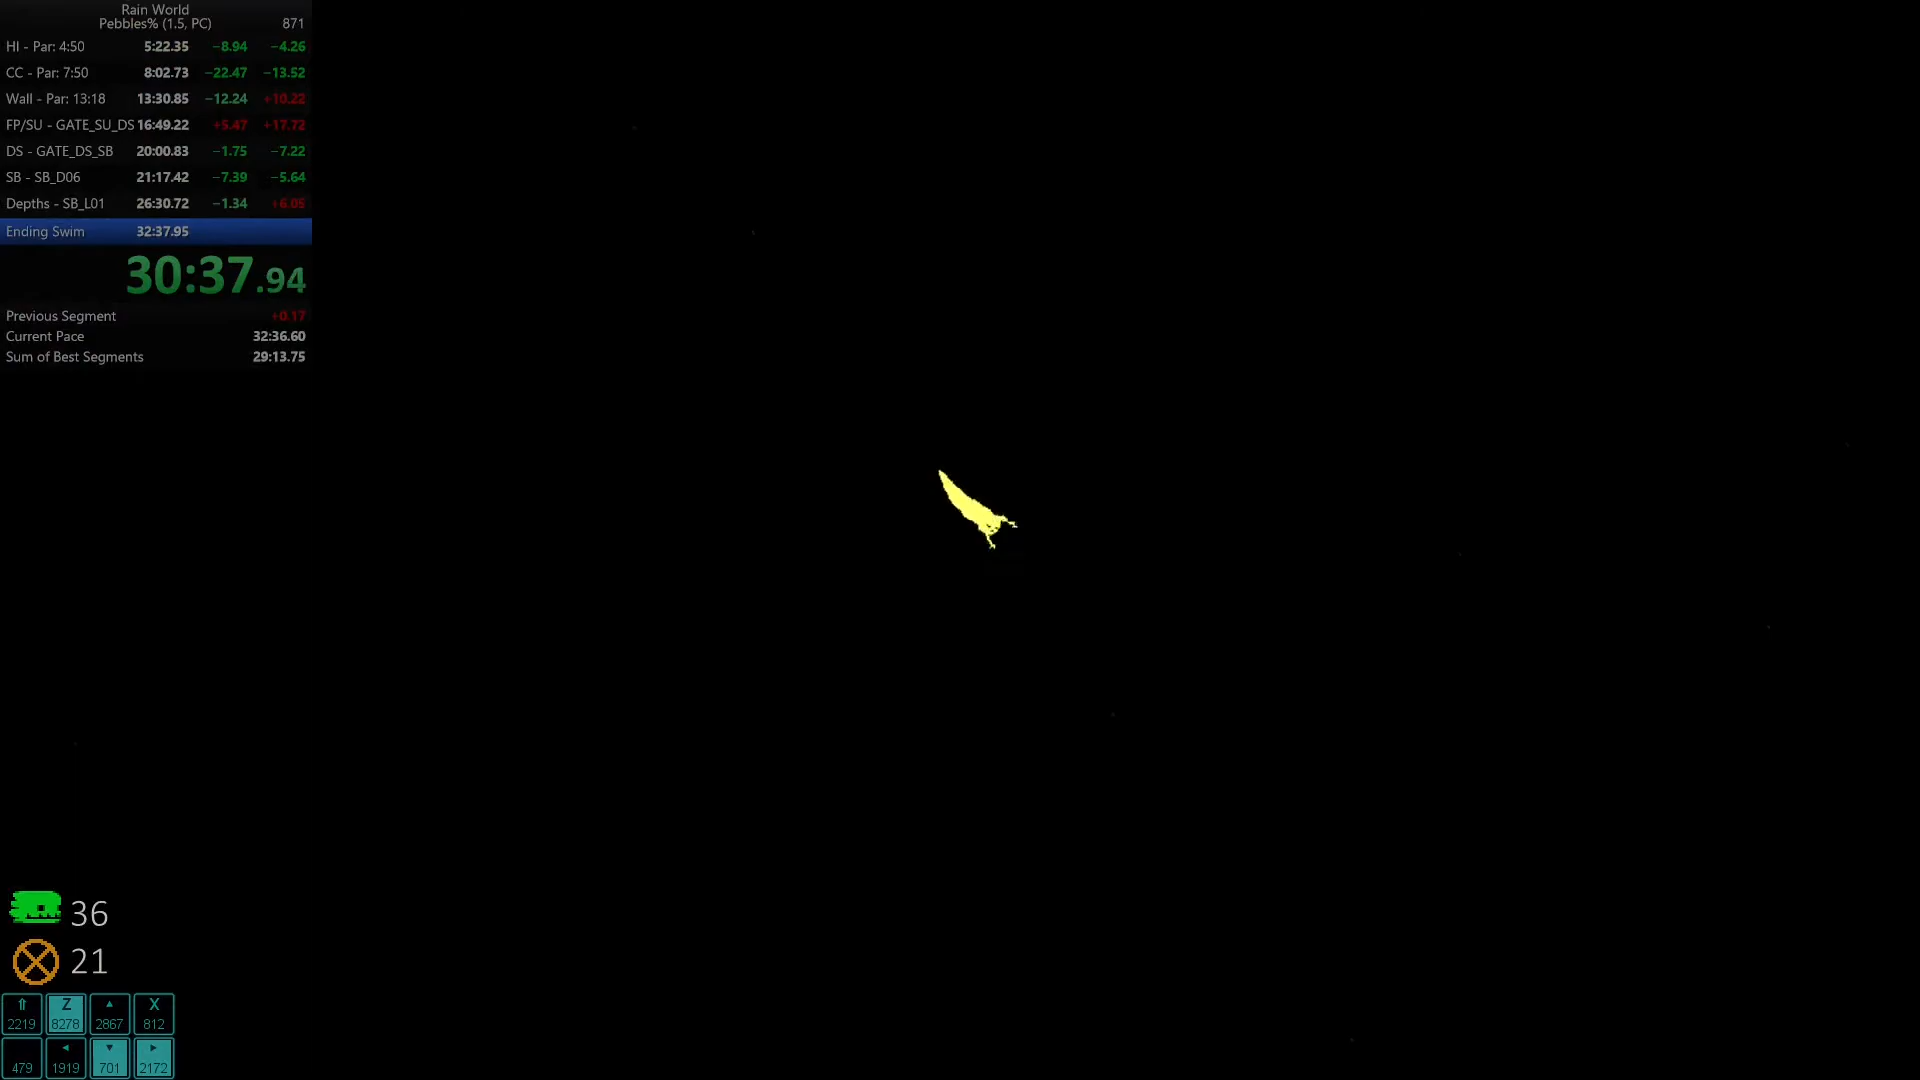 Rain World
Pebbles% (1.5, PC) 871
HI - Par: 4:50 5:22.35 −8.94 −4.26
CC - Par: 7:50 8:02.73 −22.47 −13.52
Wall - Par: 13:18 13:30.85 −12.24 +10.22
FP/SU - GATE_SU_DS 16:49.22 +5.47 +17.72
DS - GATE_DS_SB 20:00.83 −1.75 −7.22
SB - SB_D06 21:17.42 −7.39 −5.64
Depths - SB_L01 26:30.72 −1.34 +6.05
Ending Swim 32:37.95
30:37.94
Previous Segment +0.17
Current Pace 32:36.60
Sum of Best Segments 29:13.75
36
21
⇑ Z ▲ X
2219 8278 2867 812
◄ ▼ ►
479 1919 701 2172